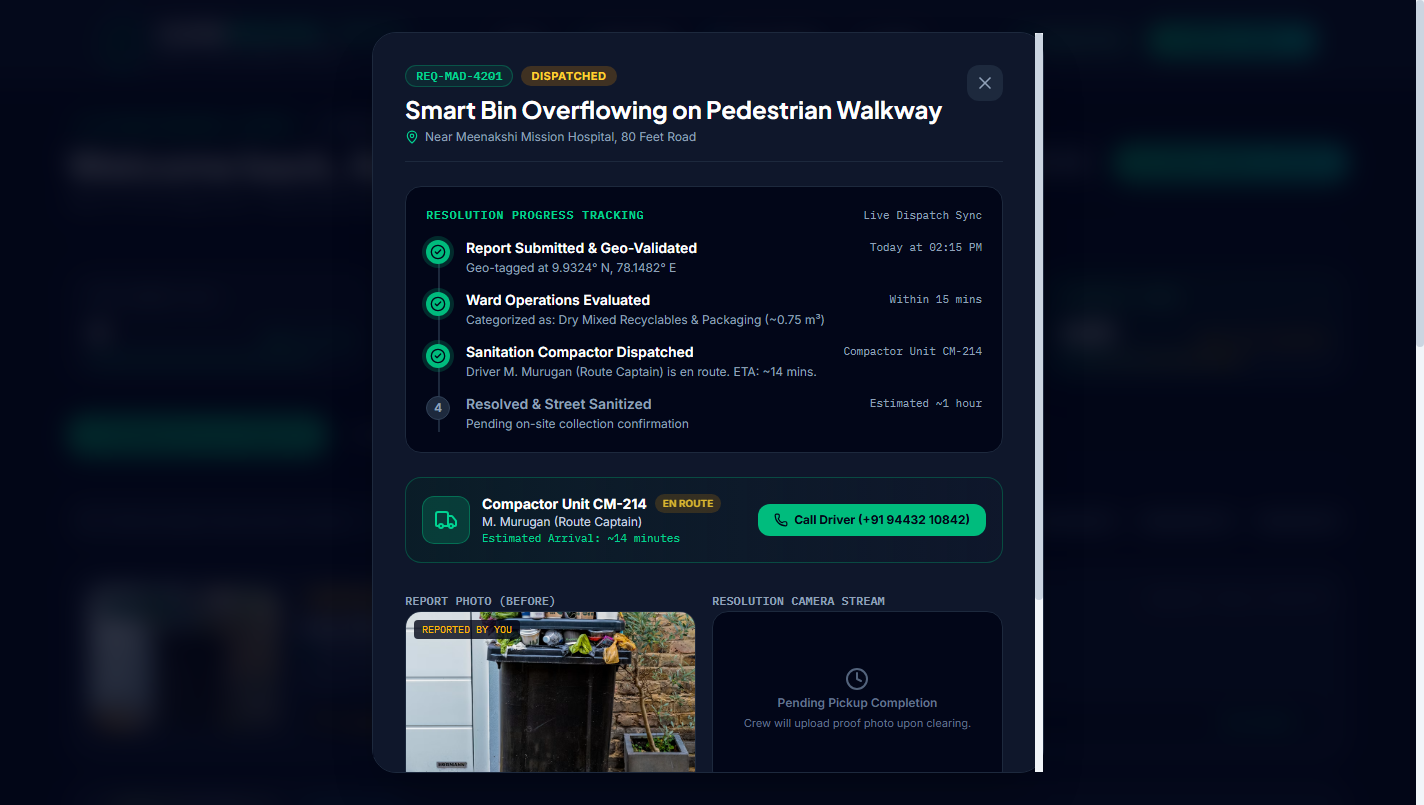 REQ-MAD-4201 DISPATCHED
Smart Bin Overflowing on Pedestrian Walkway
Near Meenakshi Mission Hospital, 80 Feet Road
RESOLUTION PROGRESS TRACKING Live Dispatch Sync
Report Submitted & Geo-Validated Today at 02:15 PM
Geo-tagged at 9.9324° N, 78.1482° E
Ward Operations Evaluated Within 15 mins
Categorized as: Dry Mixed Recyclables & Packaging (~0.75 m³)
Sanitation Compactor Dispatched Compactor Unit CM-214
Driver M. Murugan (Route Captain) is en route. ETA: ~14 mins.
4 Resolved & Street Sanitized Estimated ~1 hour
Pending on-site collection confirmation
Compactor Unit CM-214 EN ROUTE
M. Murugan (Route Captain)
Estimated Arrival: ~14 minutes
Call Driver (+91 94432 10842)
REPORT PHOTO (BEFORE) RESOLUTION CAMERA STREAM
REPORTED BY YOU
Pending Pickup Completion
Crew will upload proof photo upon clearing.